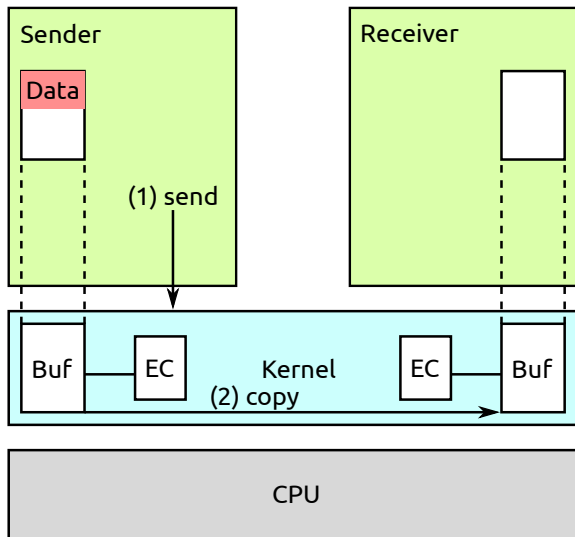 Sender
Receiver
Data
(1) send
Buf
EC
Kernel
EC
Buf
(2) copy
CPU